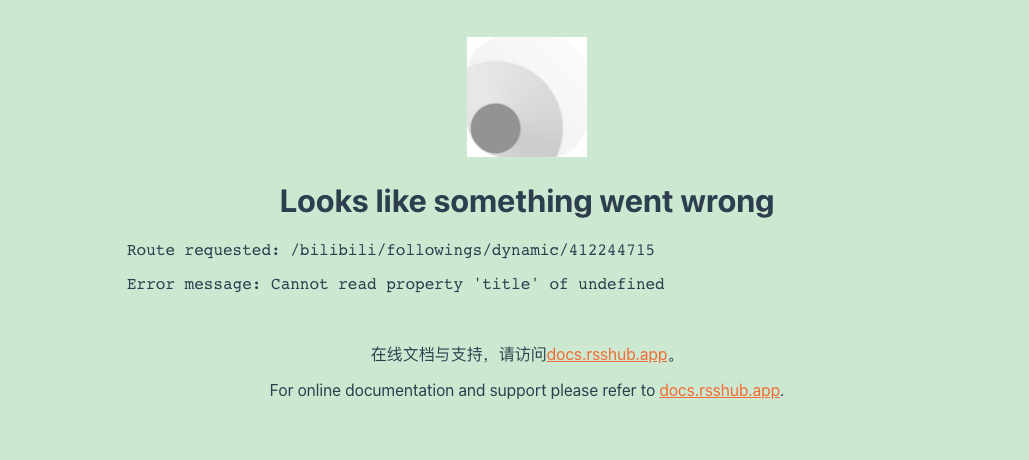 Looks like something went wrong
Route requested: /bilibili/followings/dynamic/412244715
Error message: Cannot read property 'title' of undefined
在线文档与支持，请访问docs.rsshub.app。
For online documentation and support please refer to docs.rsshub.app.